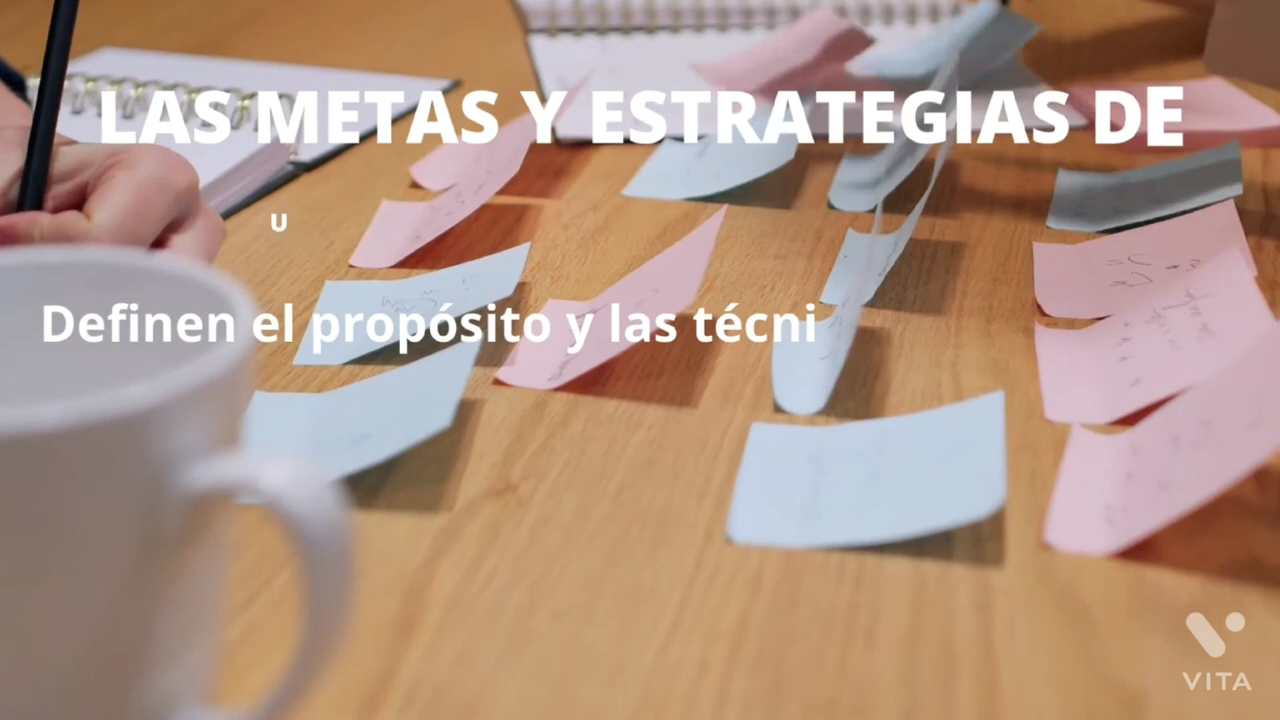 LAS METAS Y ESTRATEGIAS DE
U
Definen el propósito y las técni
VITA